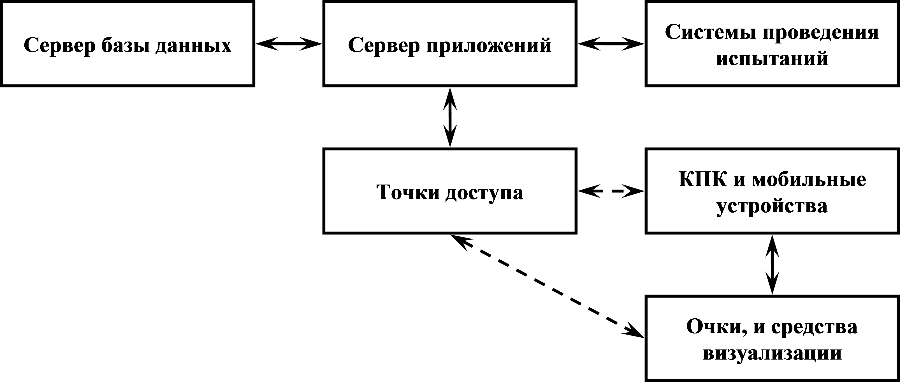 Сервер базы данных
Сервер приложений
Системы проведения
испытаний
Точки доступа
КПК и мобильные
устройства
Очки, и средства
визуализации